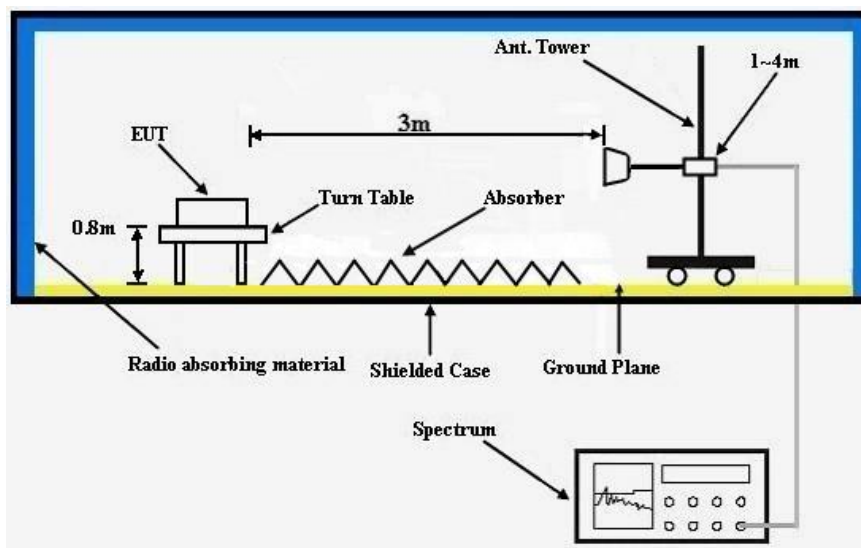 Ant. Tower
1~4m
3m
EUT
Turn Table
Absorber
0.8m
Radio absorbing material
Shielded Case
Ground Plane
Spectrum